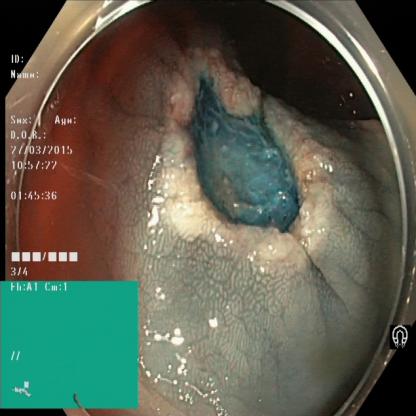 ID:
Name:
Sex: Age:
D.O.B.:
27/03/2015
10:57:22
01:45:36
■■■/■■■
3/4
Eh:A1 Cm:1
//